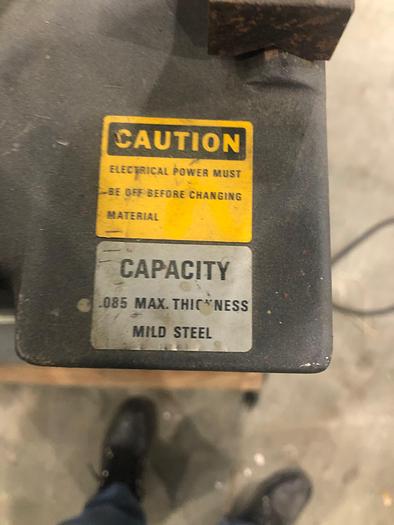 CAUTION
ELECTRICAL POWER MUST
BE OFF BEFORE CHANGING
MATERIAL
CAPACITY
.085 MAX. THICKNESS
MILD STEEL